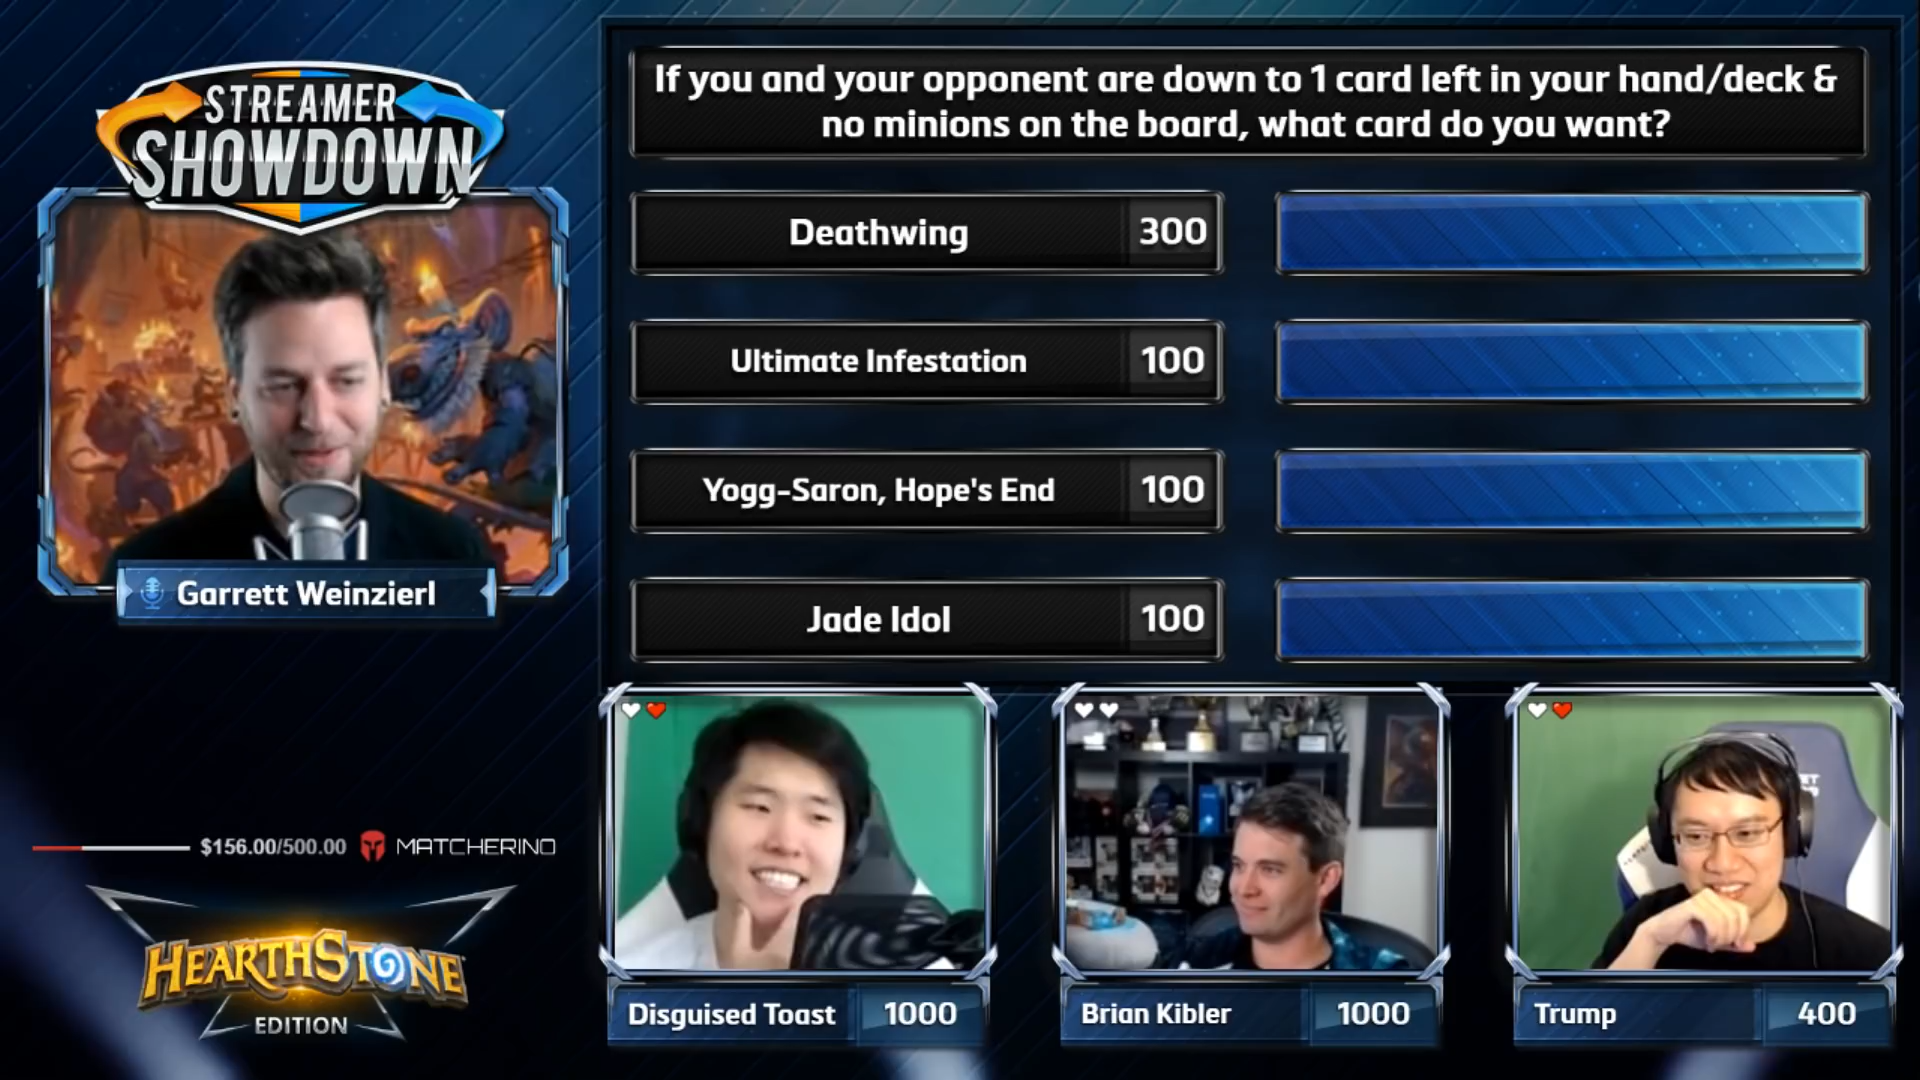 STREAMER
SHOWDOWN
Garrett Weinzierl
$156.00/500.00 MATCHERINO
HEARTHSTONE
EDITION
If you and your opponent are down to 1 card left in your hand/deck &
no minions on the board, what card do you want?
Deathwing 300
Ultimate Infestation 100
Yogg-Saron, Hope's End 100
Jade Idol 100
Disguised Toast 1000
Brian Kibler 1000
Trump 400